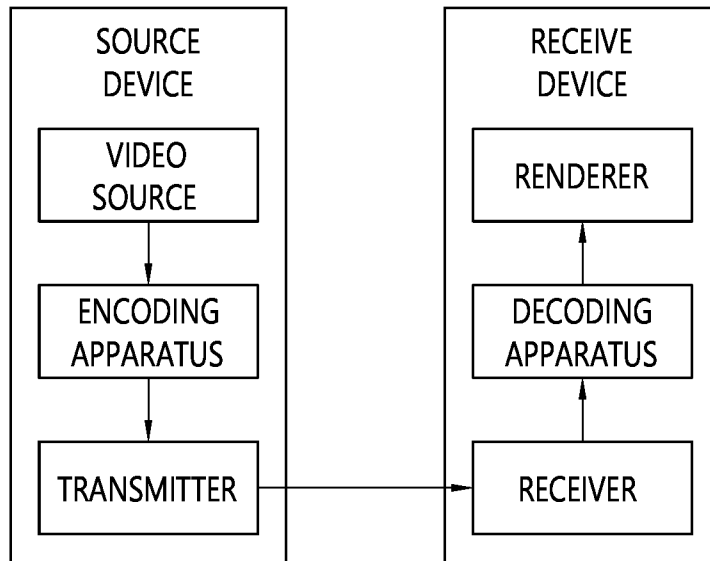 SOURCE
DEVICE
VIDEO
SOURCE
ENCODING
APPARATUS
TRANSMITTER
RECEIVE
DEVICE
RENDERER
DECODING
APPARATUS
RECEIVER